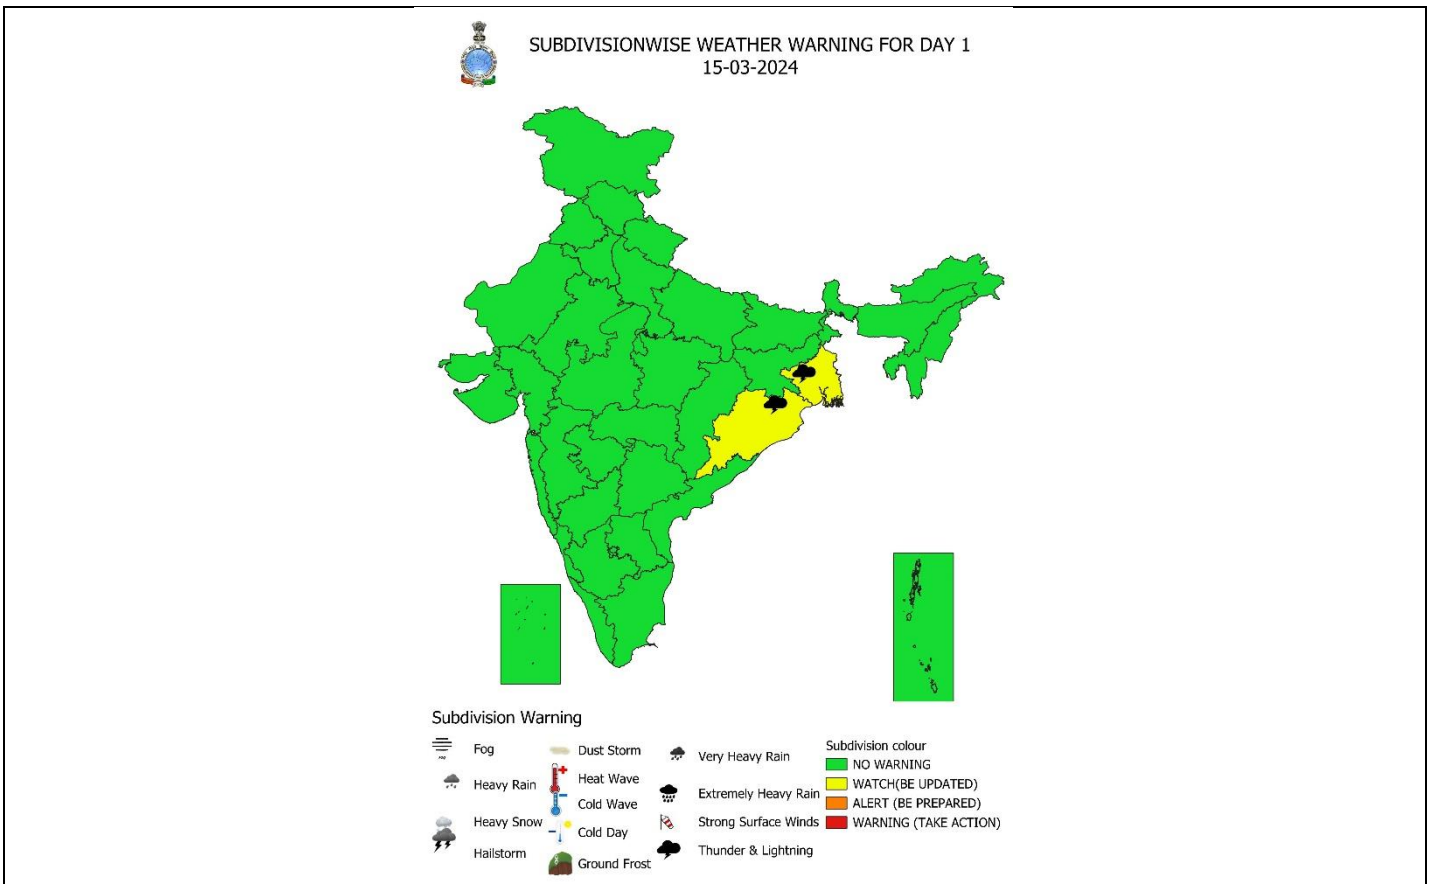 SUBDIVISIONWISE WEATHER WARNING FOR DAY 1
15-03-2024
Subdivision Warning
Fog
Heavy Rain
Heavy Snow
Hailstorm
Dust Storm
Heat Wave
Cold Wave
Cold Day
Ground Frost
Very Heavy Rain
Extremely Heavy Rain
Strong Surface Winds
Thunder & Lightning
Subdivision colour
NO WARNING
WATCH(BE UPDATED)
ALERT (BE PREPARED)
WARNING (TAKE ACTION)